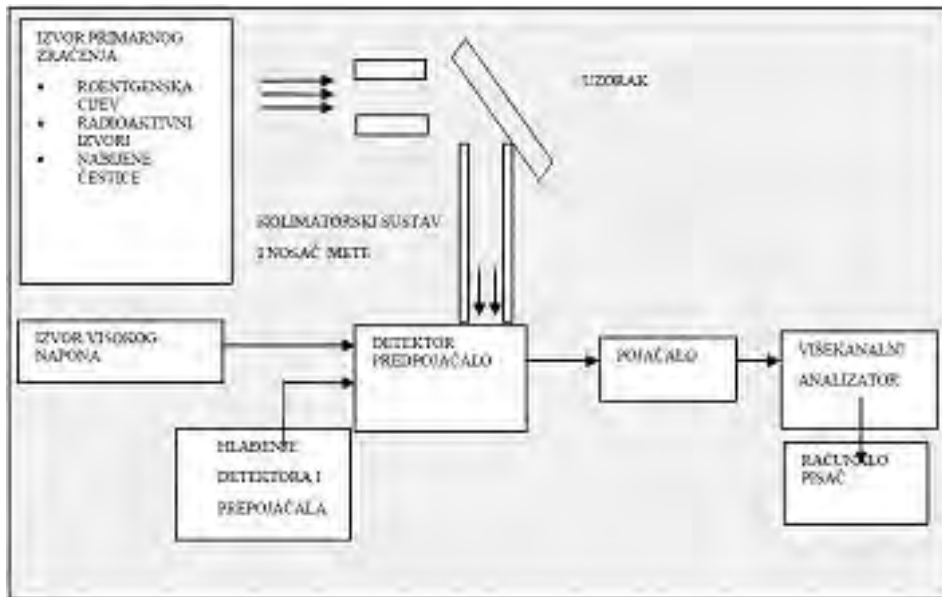 IZVOR PRIMARNOG
ZRAČENJA
• ROENTGENSKA
CIJEV
• RADIOAKTIVNI
IZVORI
• NABIJENE
ČESTICE
UZORAK
KOLIMATORSKI SUSTAV
I NOSAČ METE
IZVOR VISOKOG
NAPONA
DETEKTOR
PREDPOJAČALO
POJAČALO
VIŠEKANALNI
ANALIZATOR
HLAĐENJE
DETEKTORA I
PREPOJAČALA
RAČUNALO
PISAČ